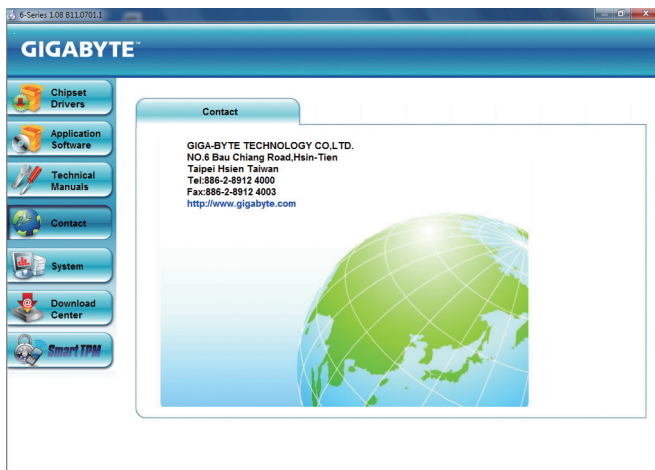 6-Series 1.08 B11.0701.1
GIGABYTE™
Chipset
Drivers
Application
Software
Technical
Manuals
Contact
System
Download
Center
Smart TPM
Contact
GIGA-BYTE TECHNOLOGY CO,LTD.
NO.6 Bau Chiang Road,Hsin-Tien
Taipei Hsien Taiwan
Tel:886-2-8912 4000
Fax:886-2-8912 4003
http://www.gigabyte.com